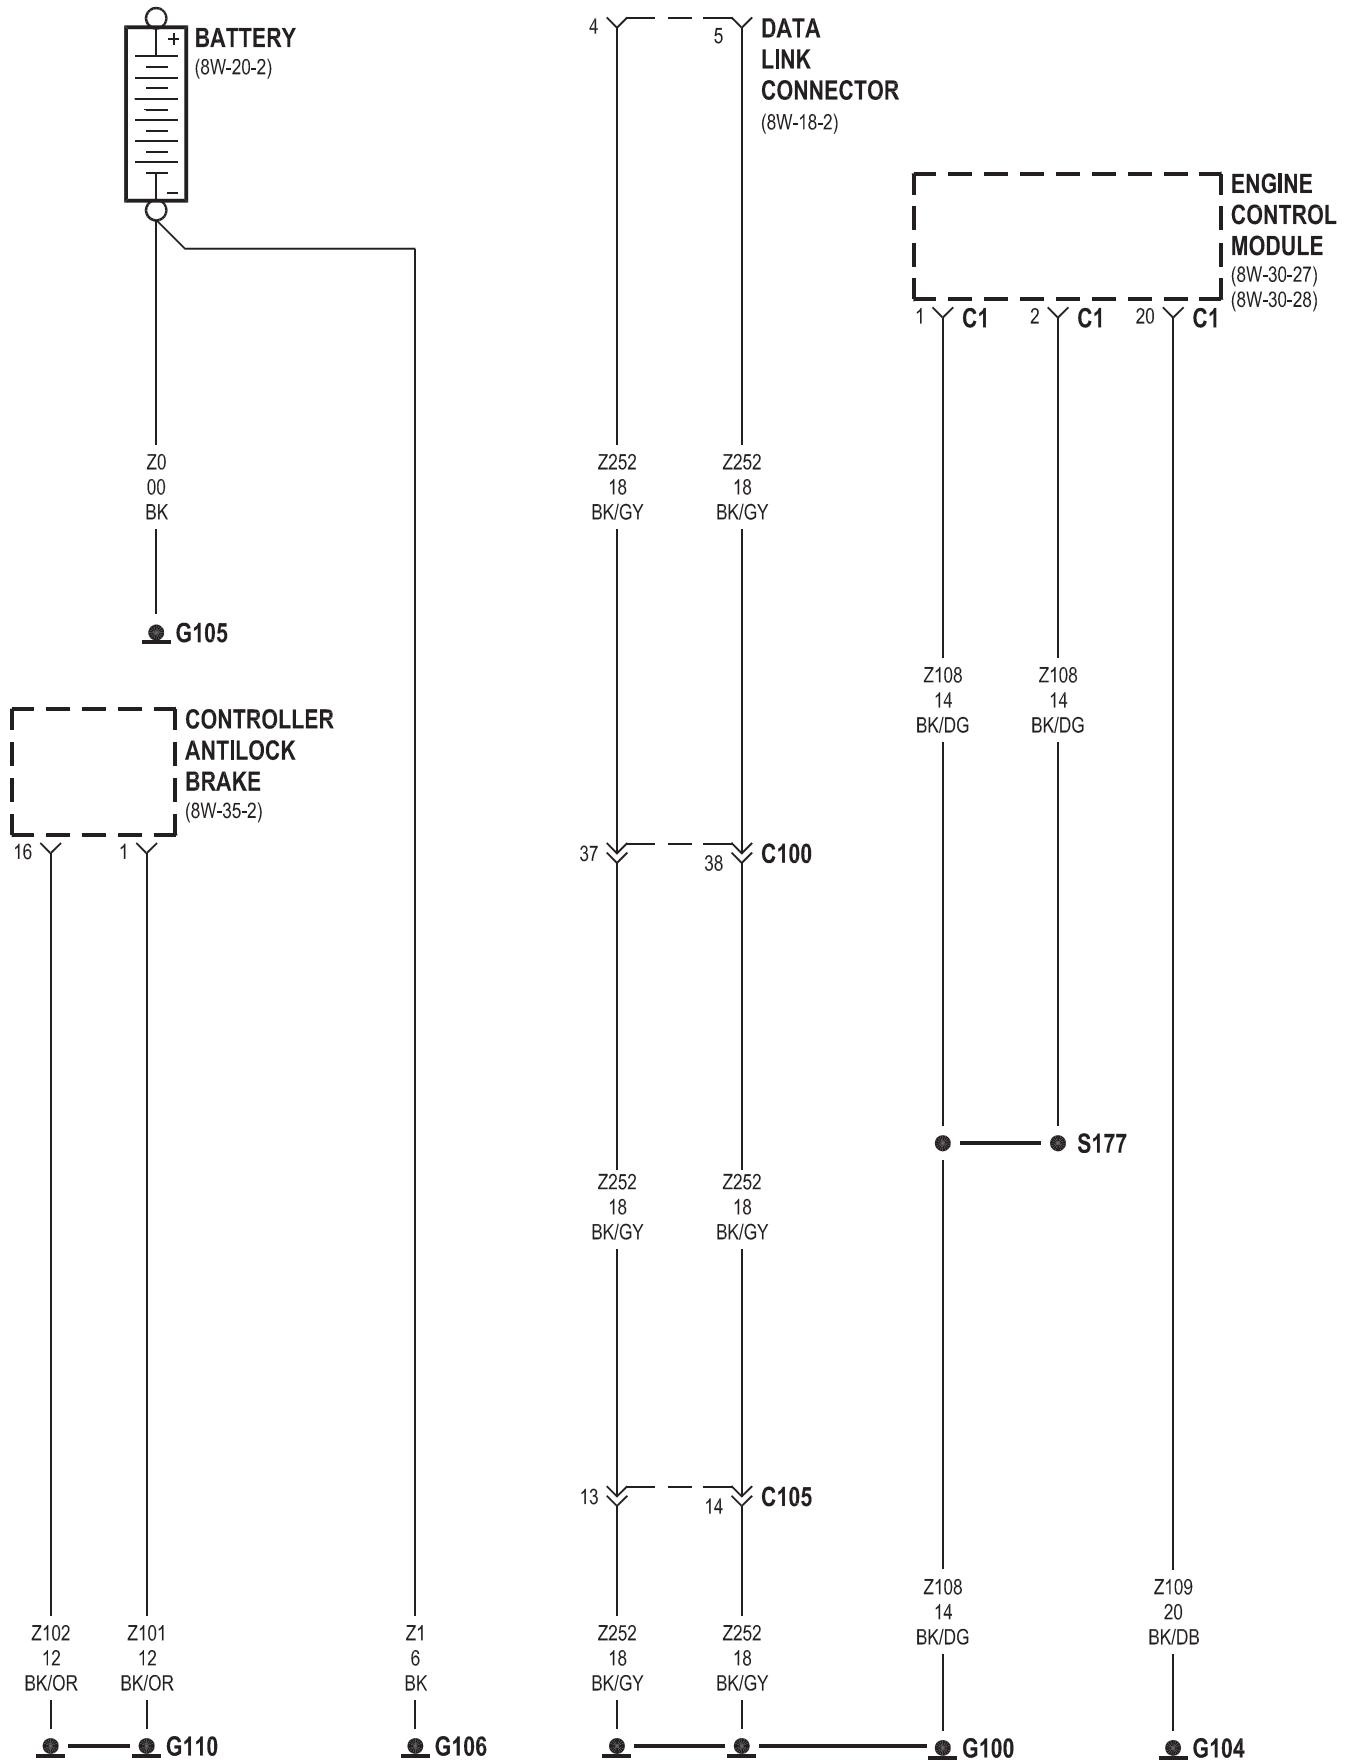 +
BATTERY
(8W-20-2)
-
4
5
DATA
LINK
CONNECTOR
(8W-18-2)
ENGINE
CONTROL
MODULE
(8W-30-27)
(8W-30-28)
1 C1
2 C1
20 C1
Z0
00
BK
Z252
18
BK/GY
Z252
18
BK/GY
G105
Z108
14
BK/DG
Z108
14
BK/DG
CONTROLLER
ANTILOCK
BRAKE
(8W-35-2)
16
1
37
38
C100
S177
Z252
18
BK/GY
Z252
18
BK/GY
13
14
C105
Z102
12
BK/OR
Z101
12
BK/OR
Z1
6
BK
Z252
18
BK/GY
Z252
18
BK/GY
Z108
14
BK/DG
Z109
20
BK/DB
G110
G106
G100
G104